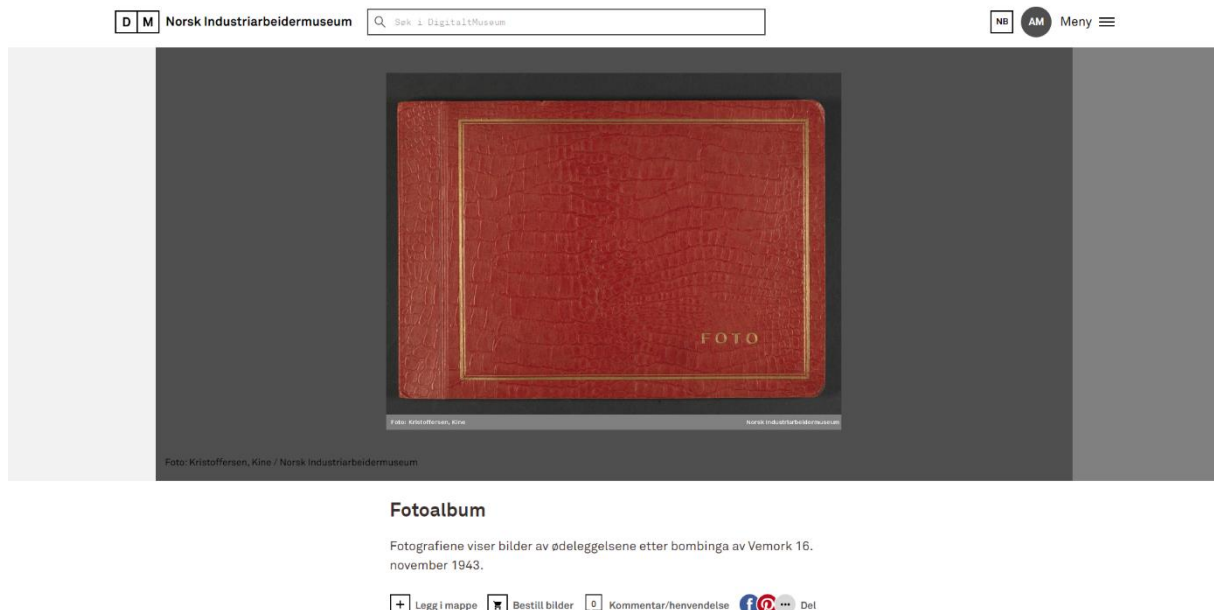 D M Norsk Industriarbeidermuseum Søk i DigitaltMuseum NB AM Meny
FOTO
Foto: Kristoffersen, Kine Norsk Industriarbeidermuseum
Foto: Kristoffersen, Kine / Norsk Industriarbeidermuseum
Fotoalbum
Fotografiene viser bilder av ødeleggelsene etter bombinga av Vemork 16.
november 1943.
+ Legg i mappe Bestill bilder 0 Kommentar/henvendelse f ... Del